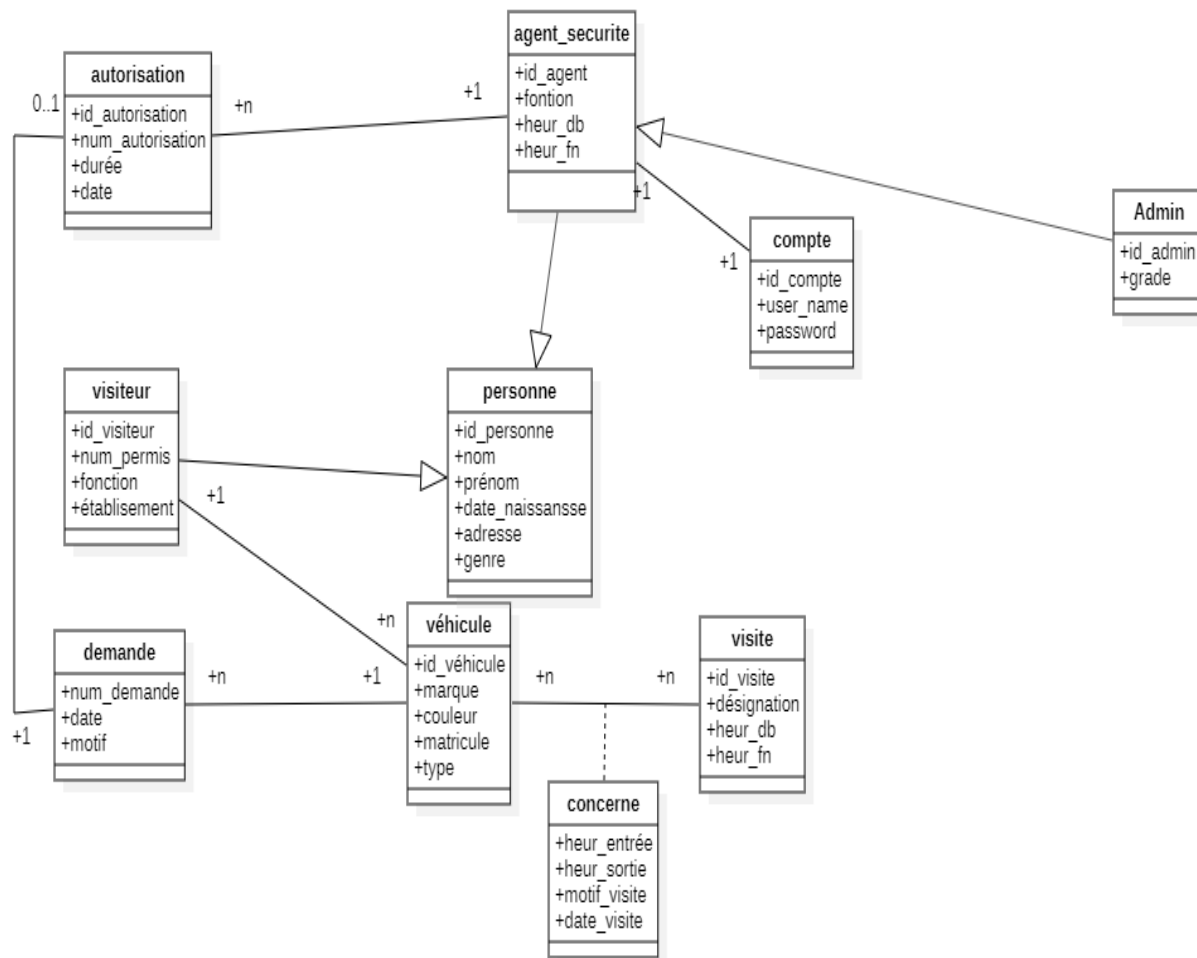 agent_securite
+id_agent
+fontion
+heur_db
+heur_fn
autorisation
+id_autorisation
+num_autorisation
+durée
+date
0..1
+n
+1
+1
+1
compte
+id_compte
+user_name
+password
Admin
+id_admin
+grade
visiteur
+id_visiteur
+num_permis
+fonction
+établisement
personne
+id_personne
+nom
+prénom
+date_naissansse
+adresse
+genre
+1
+n
demande
+num_demande
+date
+motif
+1
+n
+1
véhicule
+id_véhicule
+marque
+couleur
+matricule
+type
+n
+n
visite
+id_visite
+désignation
+heur_db
+heur_fn
concerne
+heur_entrée
+heur_sortie
+motif_visite
+date_visite